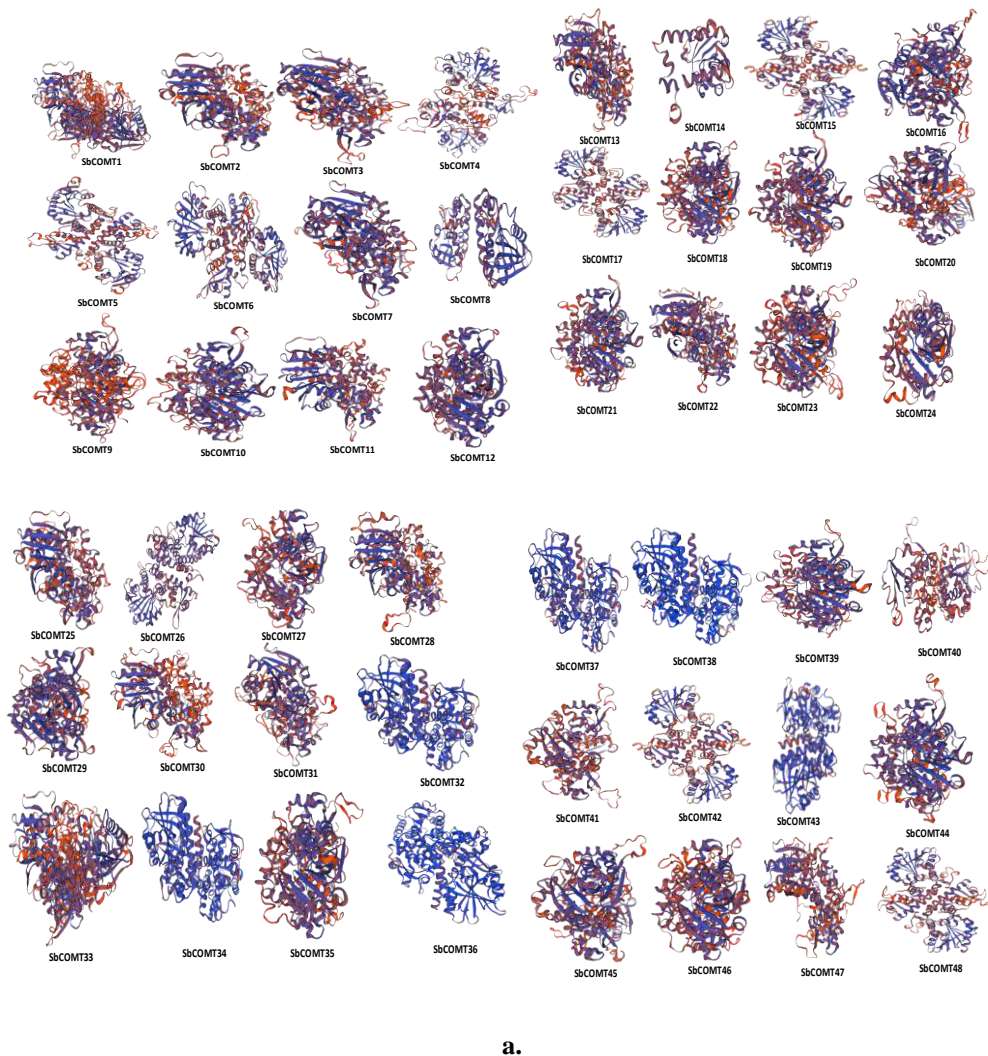 SbCOMT1 SbCOMT2 SbCOMT3 SbCOMT4
SbCOMT5 SbCOMT6 SbCOMT7 SbCOMT8
SbCOMT9 SbCOMT10 SbCOMT11 SbCOMT12
SbCOMT13 SbCOMT14 SbCOMT15 SbCOMT16
SbCOMT17 SbCOMT18 SbCOMT19 SbCOMT20
SbCOMT21 SbCOMT22 SbCOMT23 SbCOMT24
SbCOMT25 SbCOMT26 SbCOMT27 SbCOMT28
SbCOMT29 SbCOMT30 SbCOMT31 SbCOMT32
SbCOMT33 SbCOMT34 SbCOMT35 SbCOMT36
SbCOMT37 SbCOMT38 SbCOMT39 SbCOMT40
SbCOMT41 SbCOMT42 SbCOMT43 SbCOMT44
SbCOMT45 SbCOMT46 SbCOMT47 SbCOMT48
a.